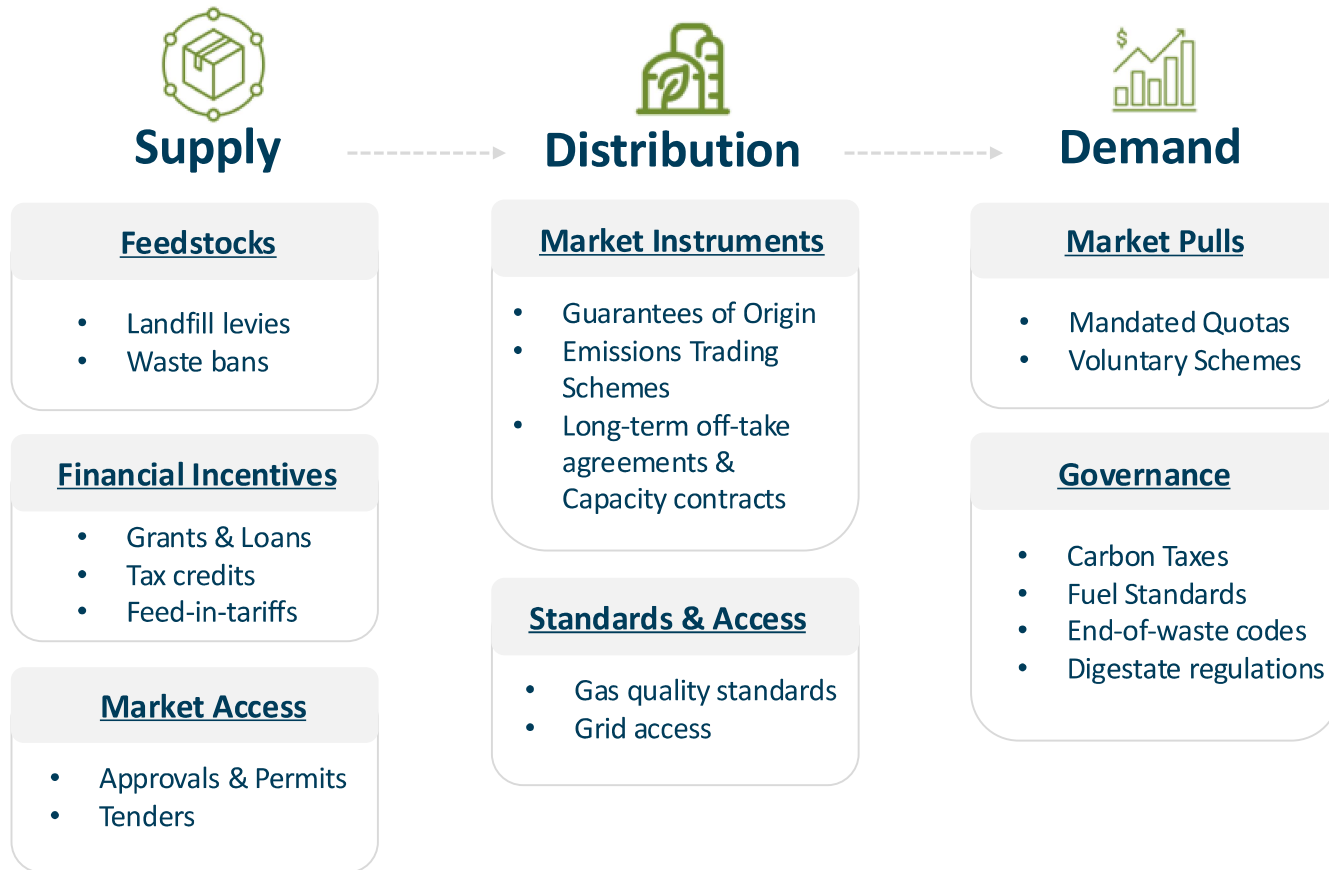 Supply
Feedstocks
• Landfill levies
• Waste bans
Financial Incentives
• Grants & Loans
• Tax credits
• Feed-in-tariffs
Market Access
• Approvals & Permits
• Tenders
Distribution
Market Instruments
• Guarantees of Origin
• Emissions Trading
Schemes
• Long-term off-take
agreements &
Capacity contracts
Standards & Access
• Gas quality standards
• Grid access
$
Demand
Market Pulls
• Mandated Quotas
• Voluntary Schemes
Governance
• Carbon Taxes
• Fuel Standards
• End-of-waste codes
• Digestate regulations